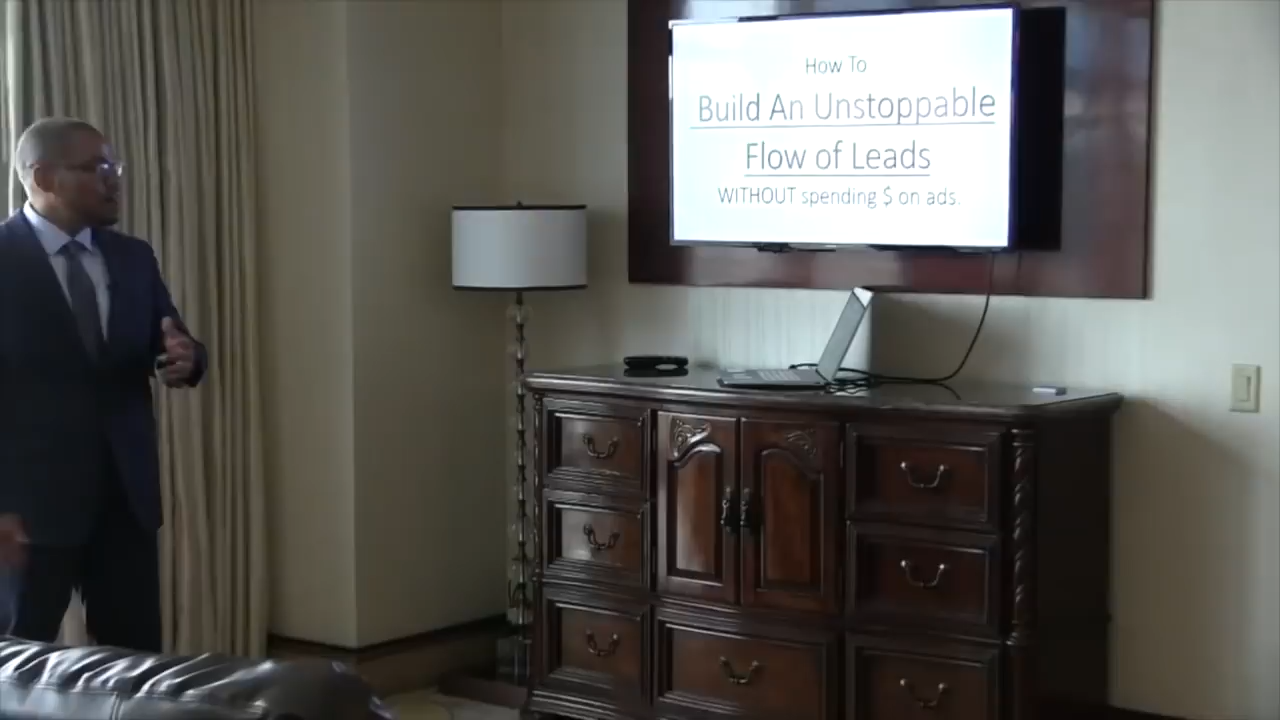 How To
Build An Unstoppable
Flow of Leads
WITHOUT spending $ on ads.